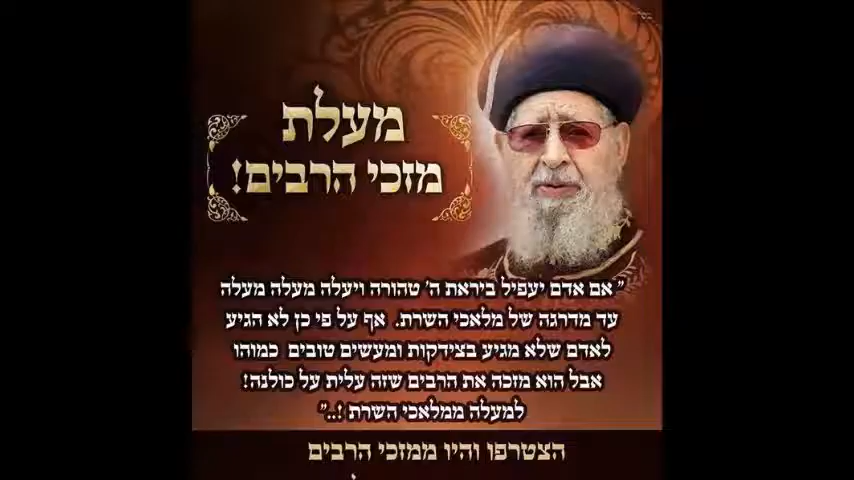 מעלת
מזכי הרבים!
"אם אדם יעפיל ביראת ה' טהורה ויעלה מעלה מעלה
עד מדרגה של מלאכי השרת. אף על פי כן לא הגיע
לאדם שלא מגיע בצידקות ומעשים טובים כמוהו
אבל הוא מזכה את הרבים שזה עלית על כולנה!
למעלה ממלאכי השרת !.."
הצטרפו והיו ממזכי הרבים